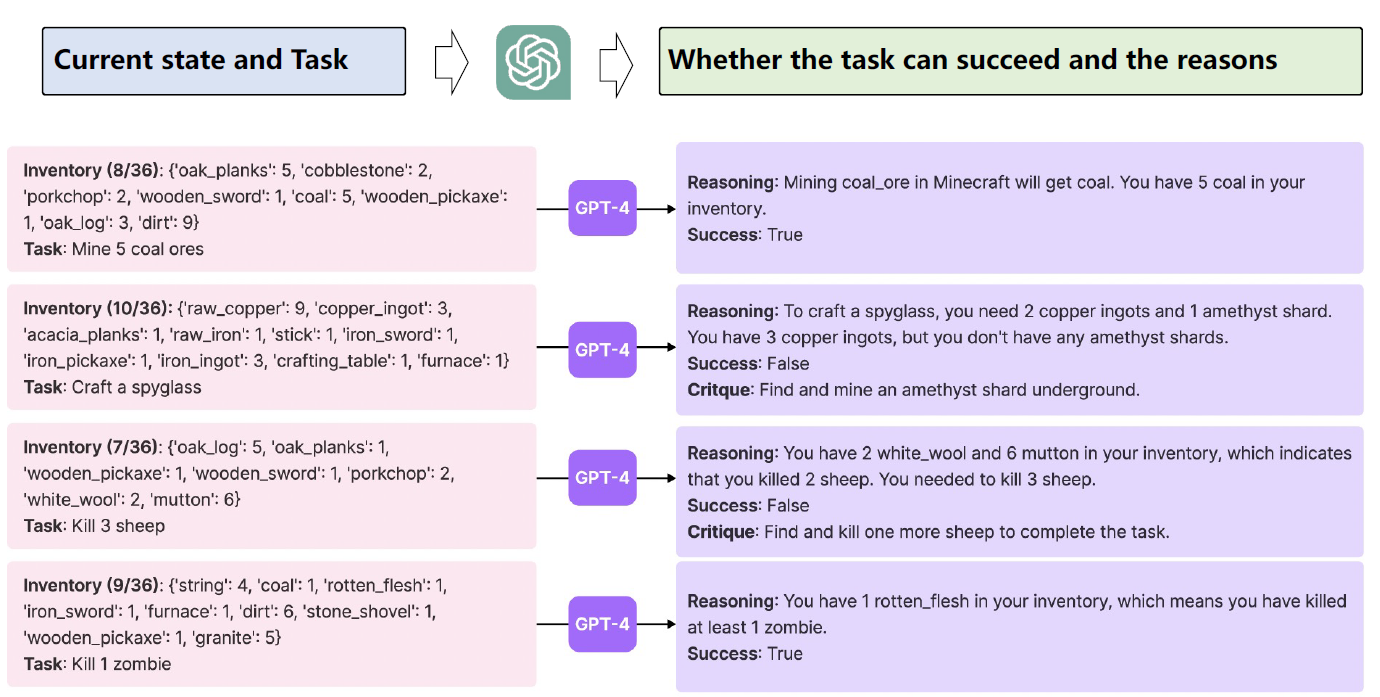 Current state and Task
Whether the task can succeed and the reasons
Inventory (8/36): {'oak_planks': 5, 'cobblestone': 2,
'porkchop': 2, 'wooden_sword': 1, 'coal': 5, 'wooden_pickaxe':
1, 'oak_log': 3, 'dirt': 9}
Task: Mine 5 coal ores
GPT-4
Reasoning: Mining coal_ore in Minecraft will get coal. You have 5 coal in your
inventory.
Success: True
Inventory (10/36): {'raw_copper': 9, 'copper_ingot': 3,
'acacia_planks': 1, 'raw_iron': 1, 'stick': 1, 'iron_sword': 1,
'iron_pickaxe': 1, 'iron_ingot': 3, 'crafting_table': 1, 'furnace': 1}
Task: Craft a spyglass
GPT-4
Reasoning: To craft a spyglass, you need 2 copper ingots and 1 amethyst shard.
You have 3 copper ingots, but you don't have any amethyst shards.
Success: False
Critque: Find and mine an amethyst shard underground.
Inventory (7/36): {'oak_log': 5, 'oak_planks': 1,
'wooden_pickaxe': 1, 'wooden_sword': 1, 'porkchop': 2,
'white_wool': 2, 'mutton': 6}
Task: Kill 3 sheep
GPT-4
Reasoning: You have 2 white_wool and 6 mutton in your inventory, which indicates
that you killed 2 sheep. You needed to kill 3 sheep.
Success: False
Critique: Find and kill one more sheep to complete the task.
Inventory (9/36): {'string': 4, 'coal': 1, 'rotten_flesh': 1,
'iron_sword': 1, 'furnace': 1, 'dirt': 6, 'stone_shovel': 1,
'wooden_pickaxe': 1, 'granite': 5}
Task: Kill 1 zombie
GPT-4
Reasoning: You have 1 rotten_flesh in your inventory, which means you have killed
at least 1 zombie.
Success: True